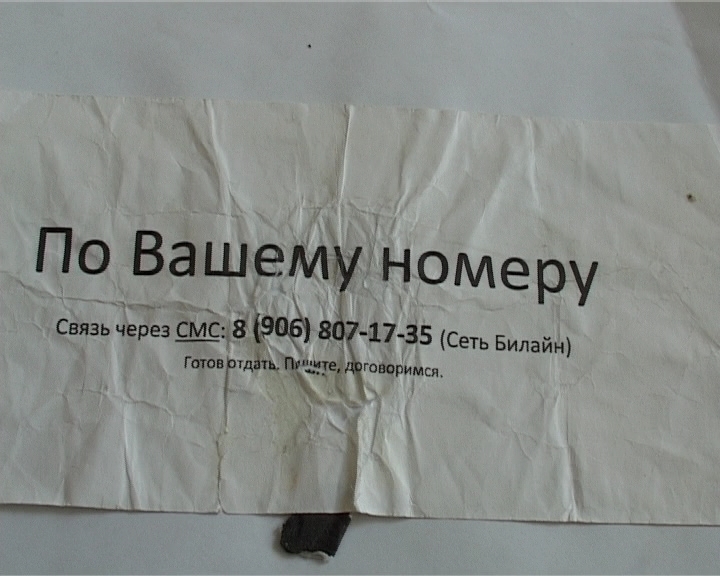 По Вашему номеру
Связь через СМС: 8 (906) 807-17-35 (Сеть Билайн)
Готов отдать. Пишите, договоримся.